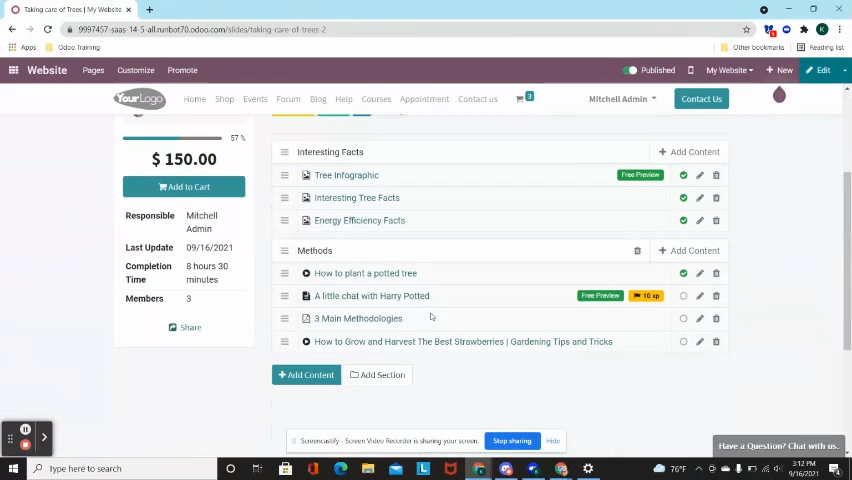 Taking care of Trees | My Website
9997457-saas-14-5-all.runbot70.odoo.com/slides/taking-care-of-trees-2
Apps
Odoo Training
Other bookmarks
Reading list
Website
Pages
Customize
Promote
Published
My Website
+ New
Edit
YourLogo
Home
Shop
Events
Forum
Blog
Help
Courses
Appointment
Contact us
3
Mitchell Admin
Contact Us
57 %
$ 150.00
Add to Cart
Responsible Mitchell
Admin
Last Update 09/16/2021
Completion 8 hours 30
Time minutes
Members 3
Share
Interesting Facts
+ Add Content
Tree Infographic
Free Preview
Interesting Tree Facts
Energy Efficiency Facts
Methods
+ Add Content
How to plant a potted tree
A little chat with Harry Potted
Free Preview
10 xp
3 Main Methodologies
How to Grow and Harvest The Best Strawberries | Gardening Tips and Tricks
+ Add Content
Add Section
Screencastify - Screen Video Recorder is sharing your screen.
Stop sharing
Hide
Have a Question? Chat with us.
Type here to search
76°F
3:12 PM
9/16/2021